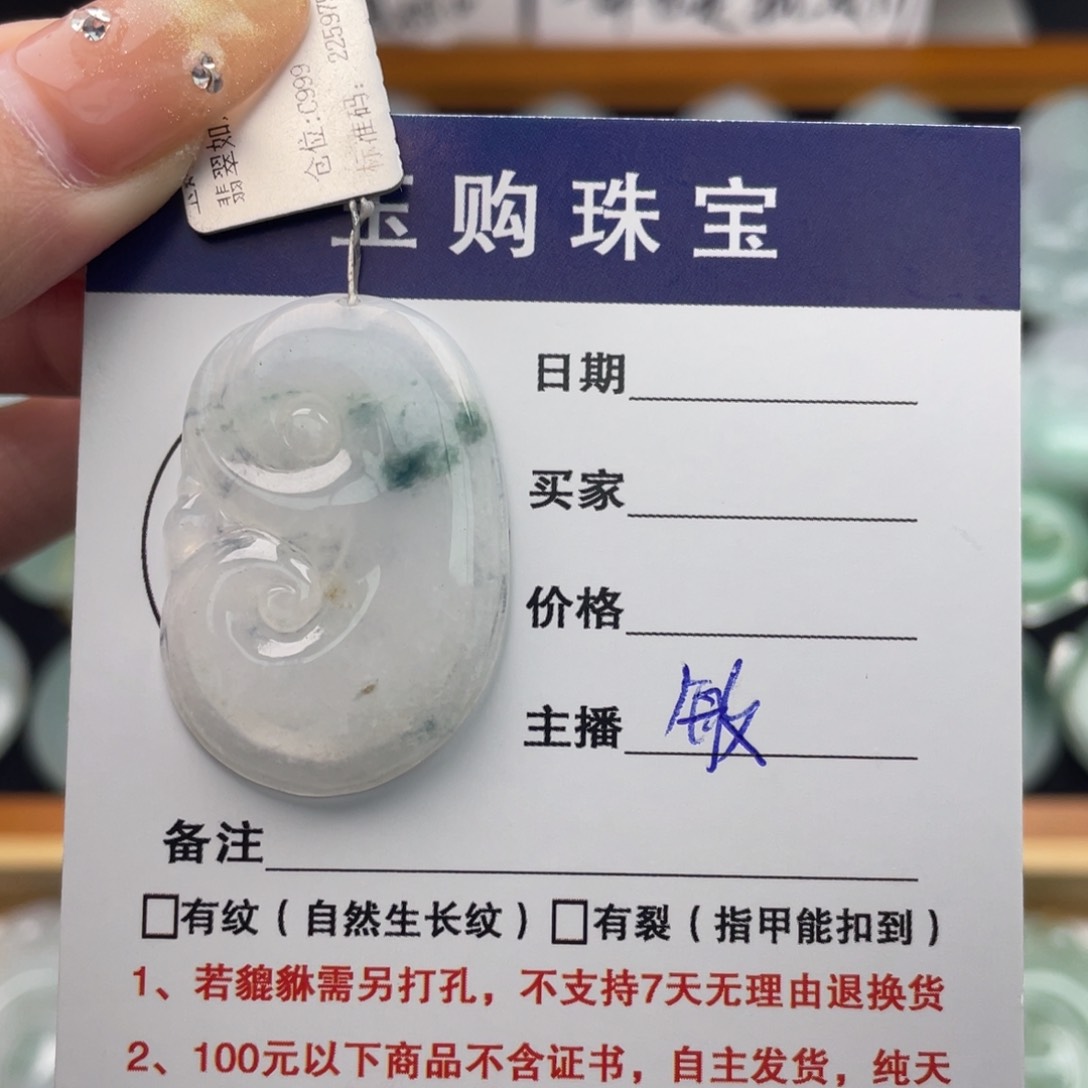 翡翠如
仓位:C999
标准码: 22597
玉购珠宝
日期
买家
价格
主播 敏
备注
□有纹(自然生长纹) □有裂(指甲能扣到)
1、若貔貅需另打孔，不支持7天无理由退换货
2、100元以下商品不含证书，自主发货，纯天